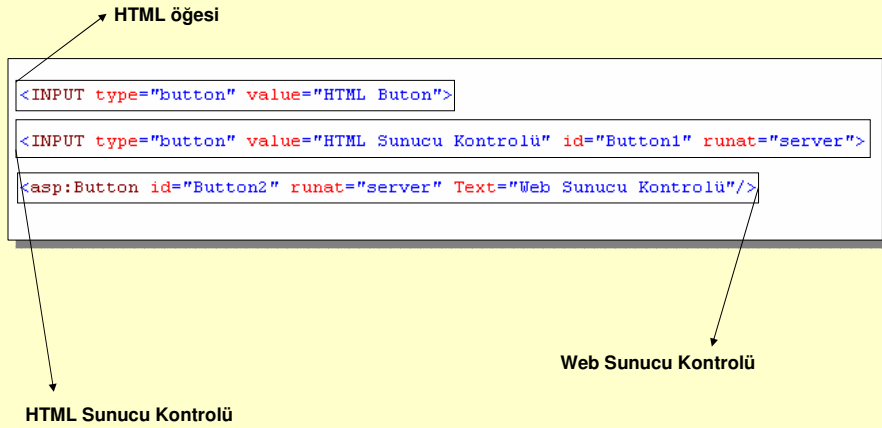 HTML öğesi
<INPUT type="button" value="HTML Buton">
<INPUT type="button" value="HTML Sunucu Kontrolü" id="Button1" runat="server">
<asp:Button id="Button2" runat="server" Text="Web Sunucu Kontrolü"/>
Web Sunucu Kontrolü
HTML Sunucu Kontrolü